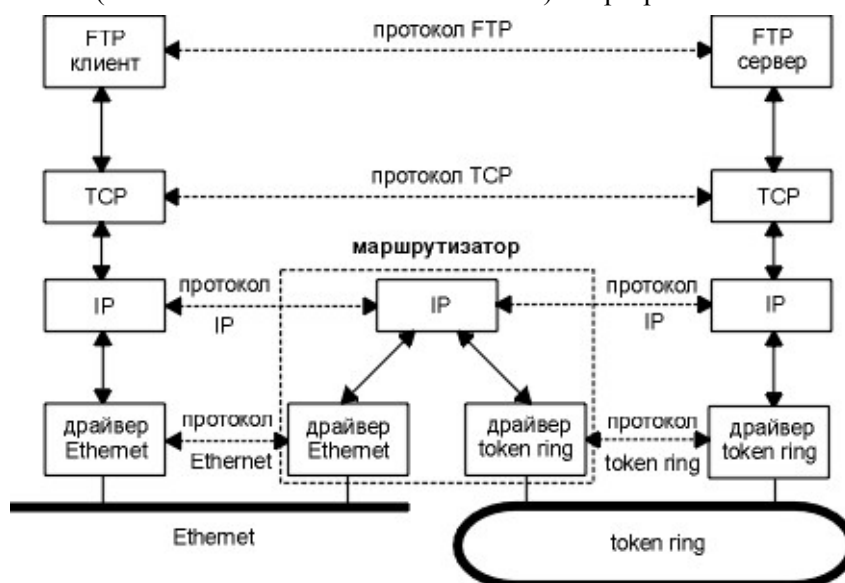 FTP
клиент
протокол FTP
FTP
сервер
TCP
протокол TCP
TCP
маршрутизатор
IP
протокол
IP
IP
протокол
IP
IP
драйвер
Ethernet
протокол
Ethernet
драйвер
Ethernet
драйвер
token ring
протокол
token ring
драйвер
token ring
Ethernet
token ring